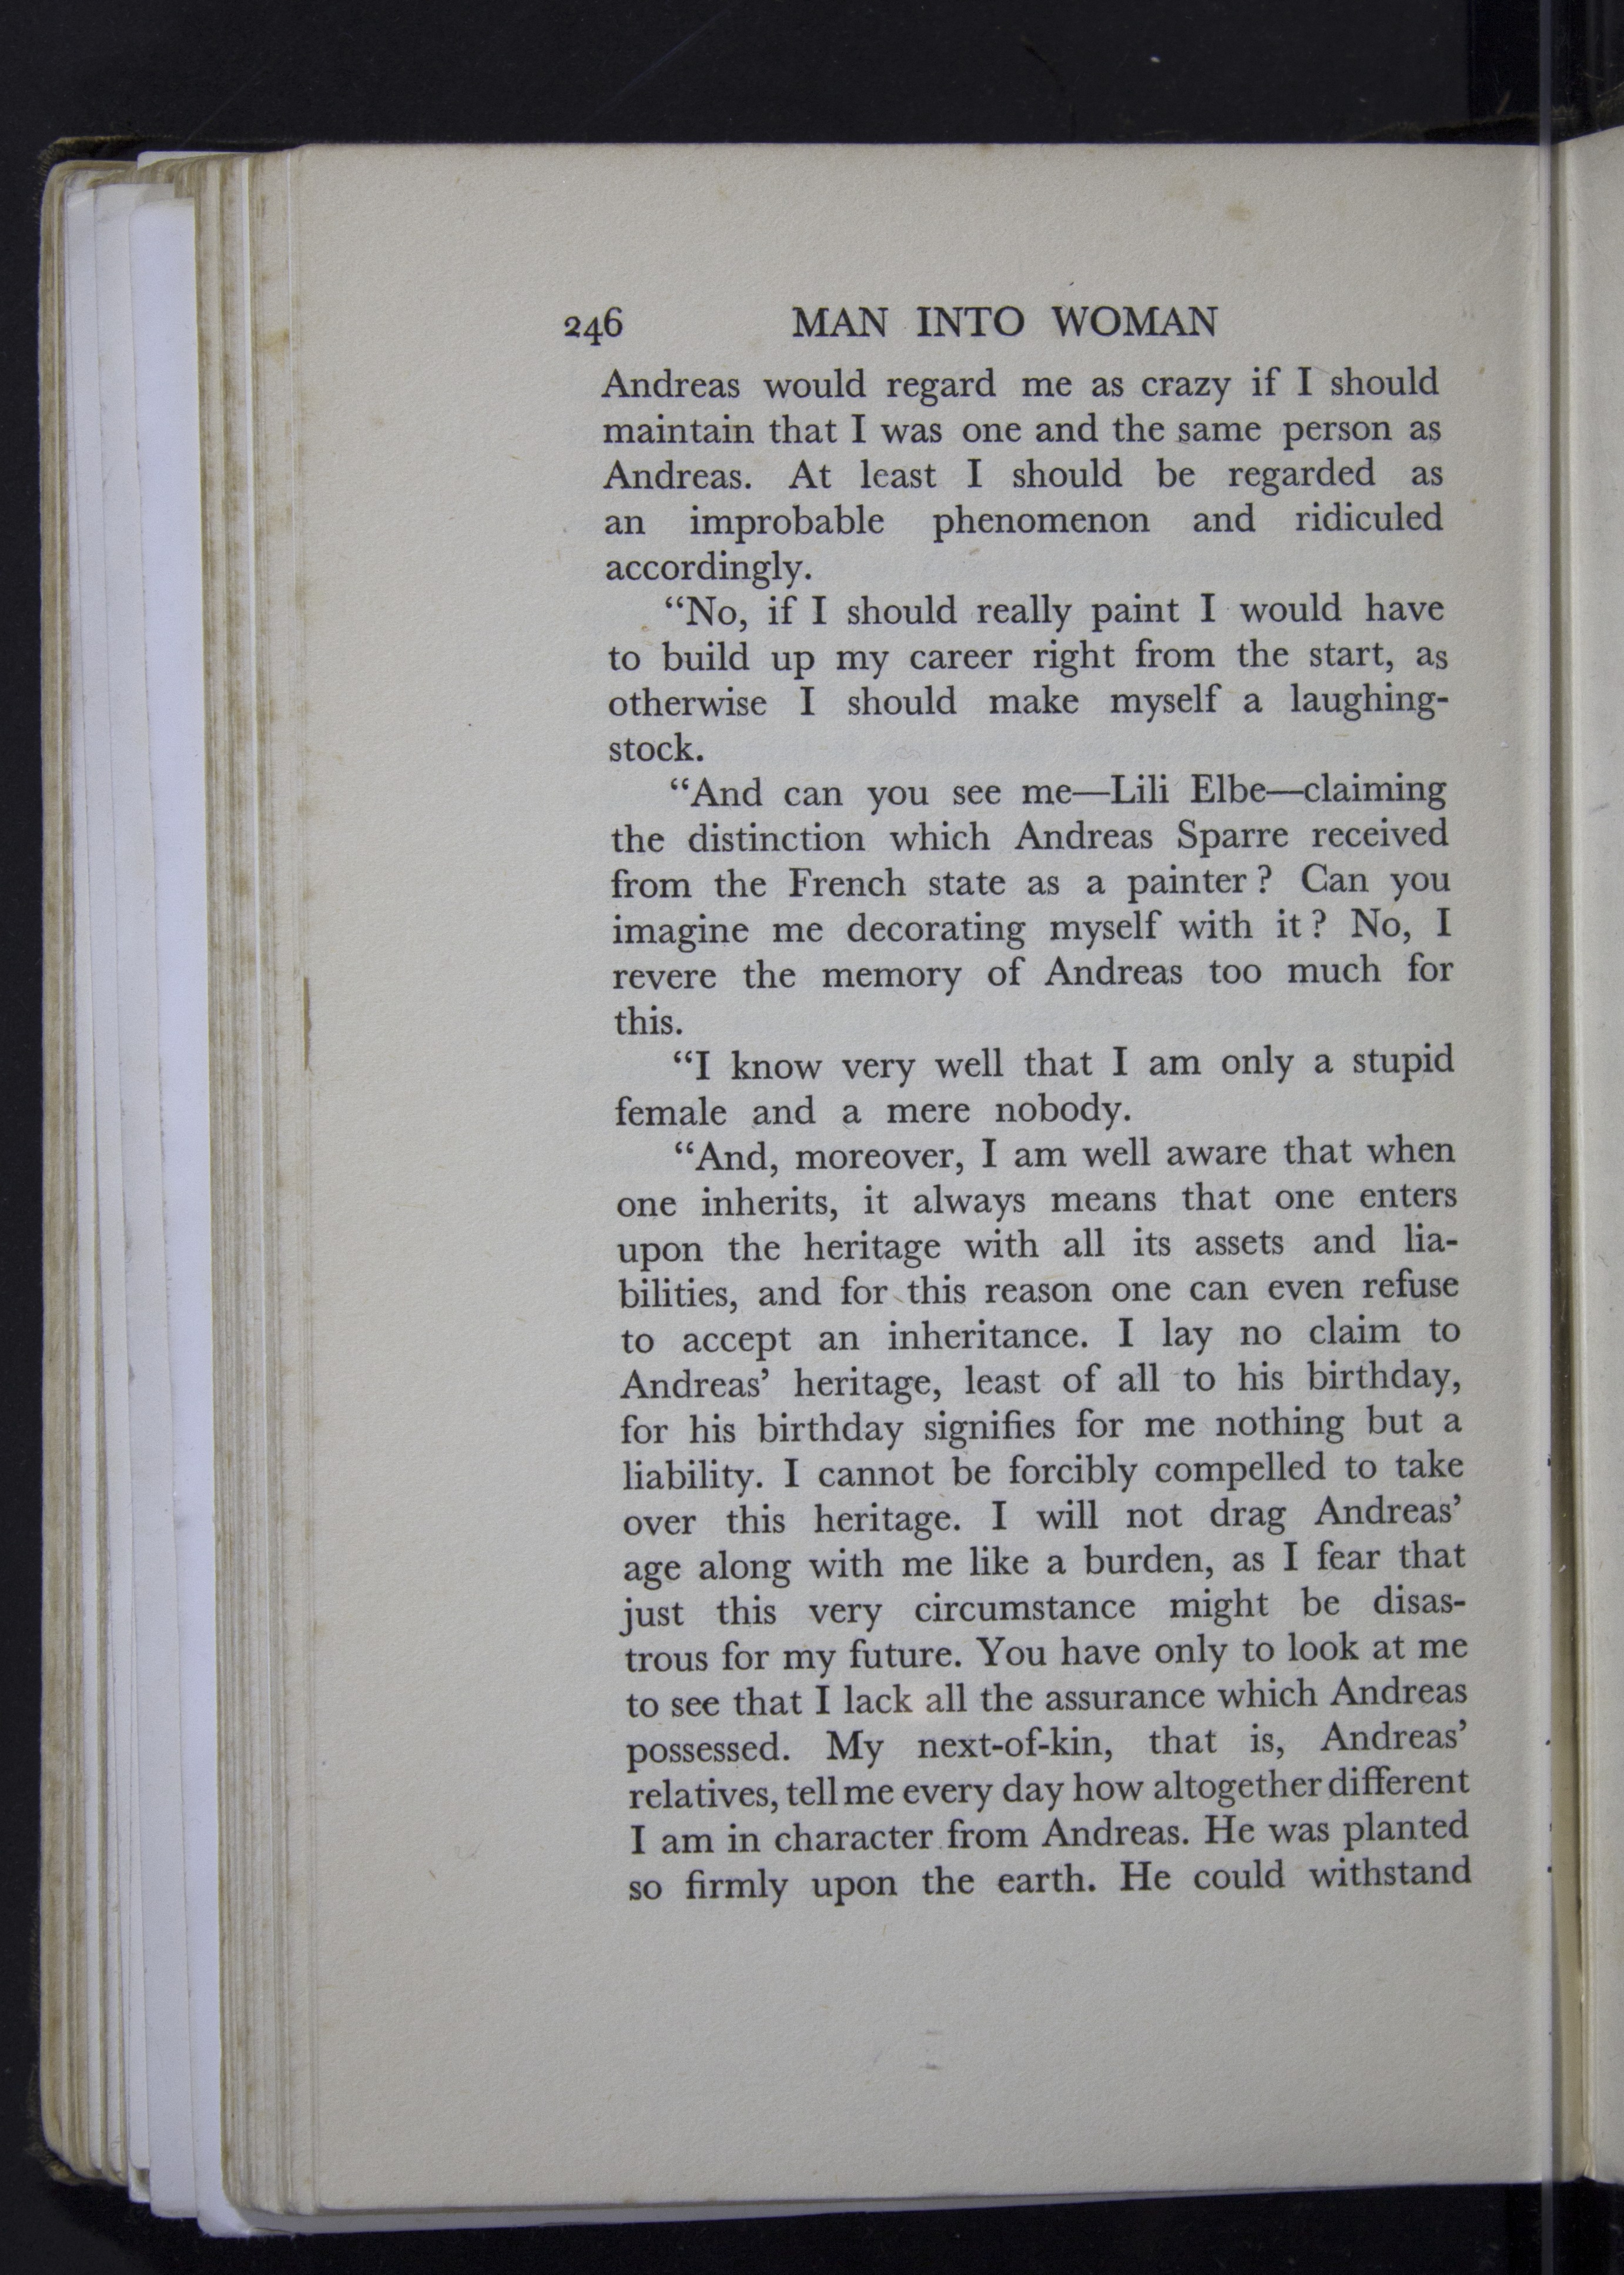 246 MAN INTO WOMAN
Andreas would regard me as crazy if I should
maintain that I was one and the same person as
Andreas. At least I should be regarded as
an improbable phenomenon and ridiculed
accordingly.
“No, if I should really paint I would have
to build up my career right from the start, as
otherwise I should make myself a laughing-
stock.
“And can you see me—Lili Elbe—claiming
the distinction which Andreas Sparre received
from the French state as a painter? Can you
imagine me decorating myself with it? No, I
revere the memory of Andreas too much for
this.
“I know very well that I am only a stupid
female and a mere nobody.
“And, moreover, I am well aware that when
one inherits, it always means that one enters
upon the heritage with all its assets and lia-
bilities, and for this reason one can even refuse
to accept an inheritance. I lay no claim to
Andreas’ heritage, least of all to his birthday,
for his birthday signifies for me nothing but a
liability. I cannot be forcibly compelled to take
over this heritage. I will not drag Andreas’
age along with me like a burden, as I fear that
just this very circumstance might be disas-
trous for my future. You have only to look at me
to see that I lack all the assurance which Andreas
possessed. My next-of-kin, that is, Andreas’
relatives, tell me every day how altogether different
I am in character from Andreas. He was planted
so firmly upon the earth. He could withstand